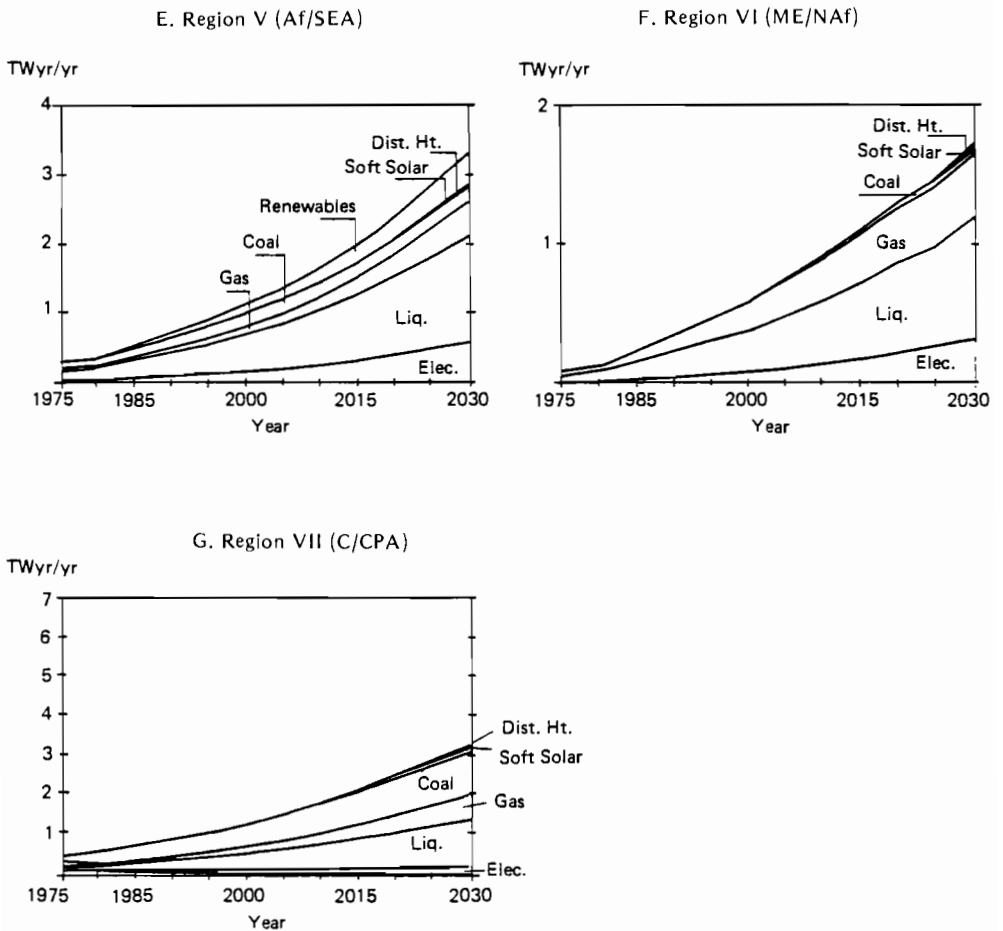 E. Region V (Af/SEA)
TWyr/yr
4
3
2
1
Dist. Ht.
Soft Solar
Renewables
Coal
Gas
Liq.
Elec.
1975 1985 2000 2015 2030
Year
F. Region VI (ME/NAf)
TWyr/yr
2
1
Dist. Ht.
Soft Solar
Coal
Gas
Liq.
Elec.
1975 1985 2000 2015 2030
Year
G. Region VII (C/CPA)
TWyr/yr
7
6
5
4
3
2
1
Dist. Ht.
Soft Solar
Coal
Gas
Liq.
Elec.
1975 1985 2000 2015 2030
Year